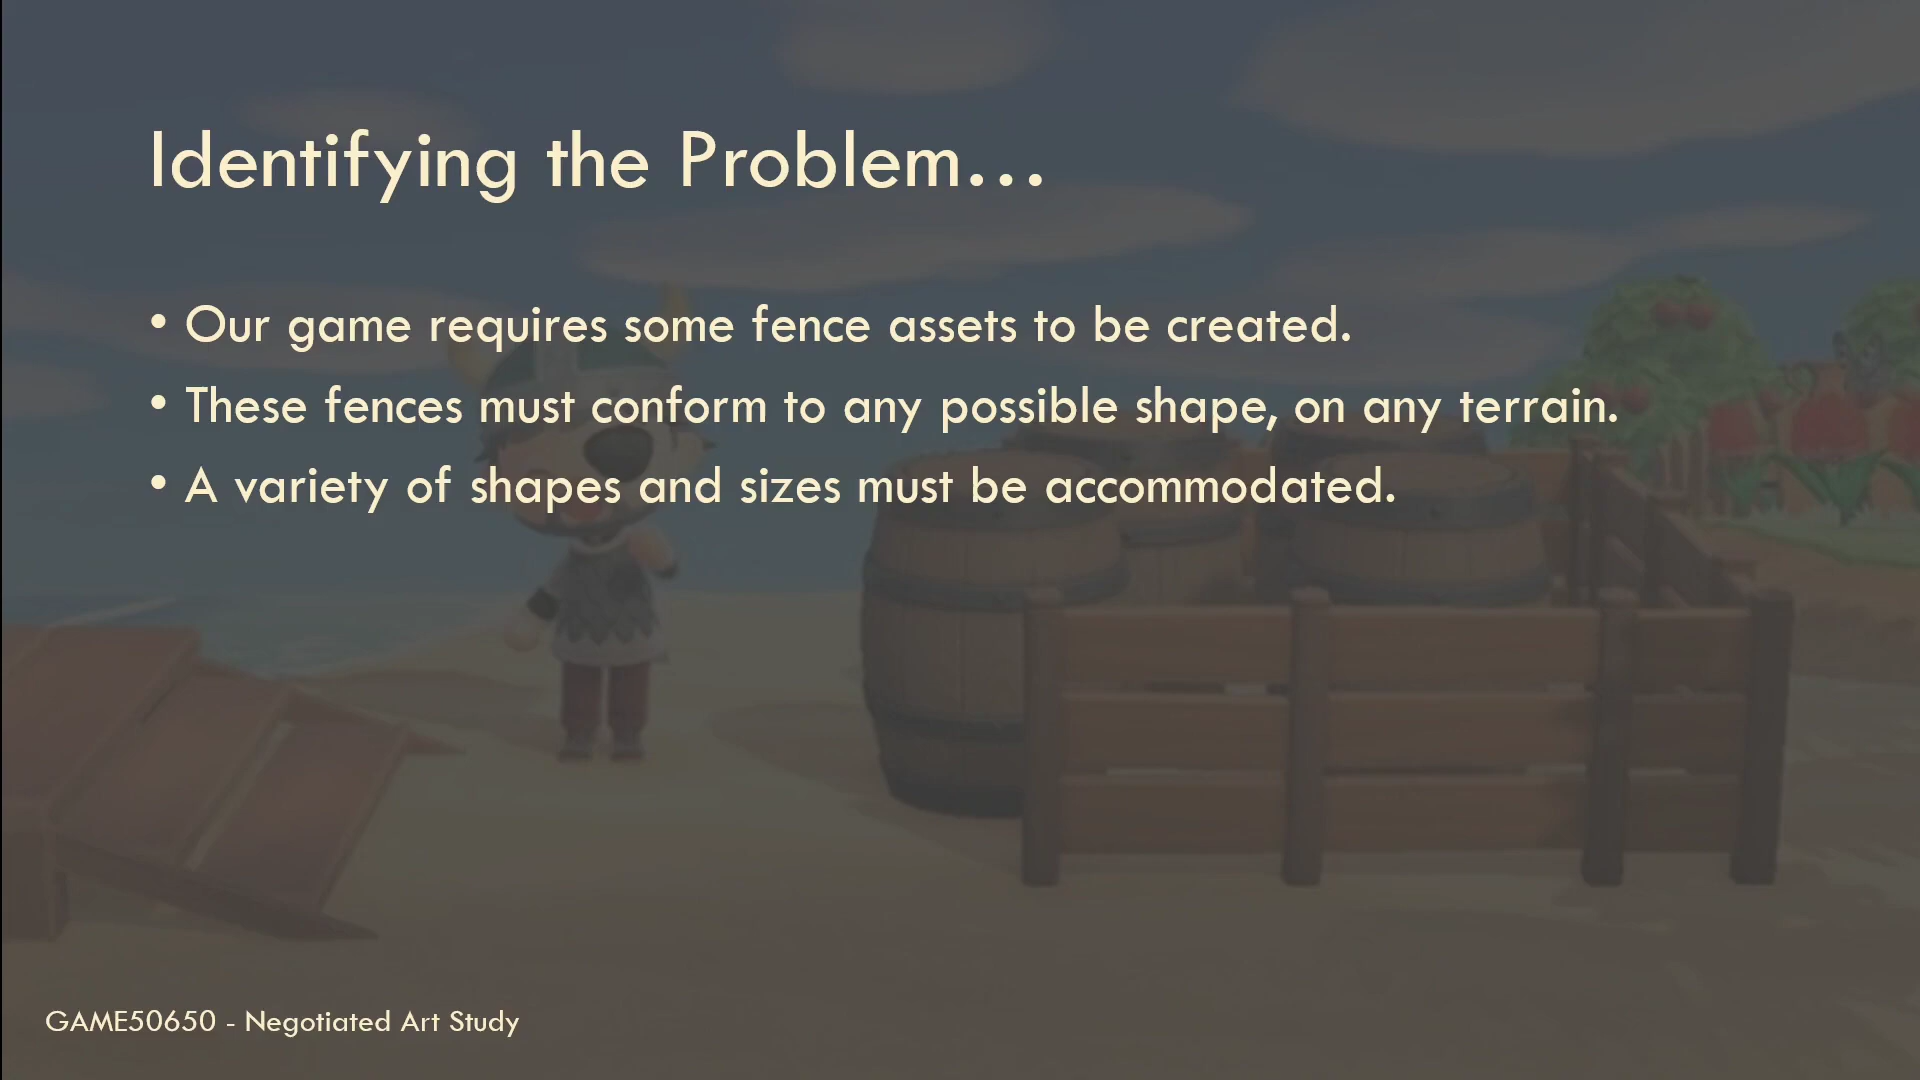 Identifying the Problem…
• Our game requires some fence assets to be created.
• These fences must conform to any possible shape, on any terrain.
• A variety of shapes and sizes must be accommodated.
GAME50650 - Negotiated Art Study